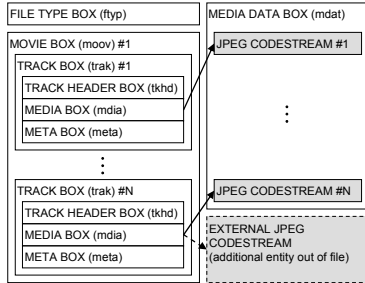 FILE TYPE BOX (ftyp)
MOVIE BOX (moov) #1
TRACK BOX (trak) #1
TRACK HEADER BOX (tkhd)
MEDIA BOX (mdia)
META BOX (meta)
TRACK BOX (trak) #N
TRACK HEADER BOX (tkhd)
MEDIA BOX (mdia)
META BOX (meta)
MEDIA DATA BOX (mdat)
JPEG CODESTREAM #1
JPEG CODESTREAM #N
EXTERNAL JPEG
CODESTREAM
(additional entity out of file)